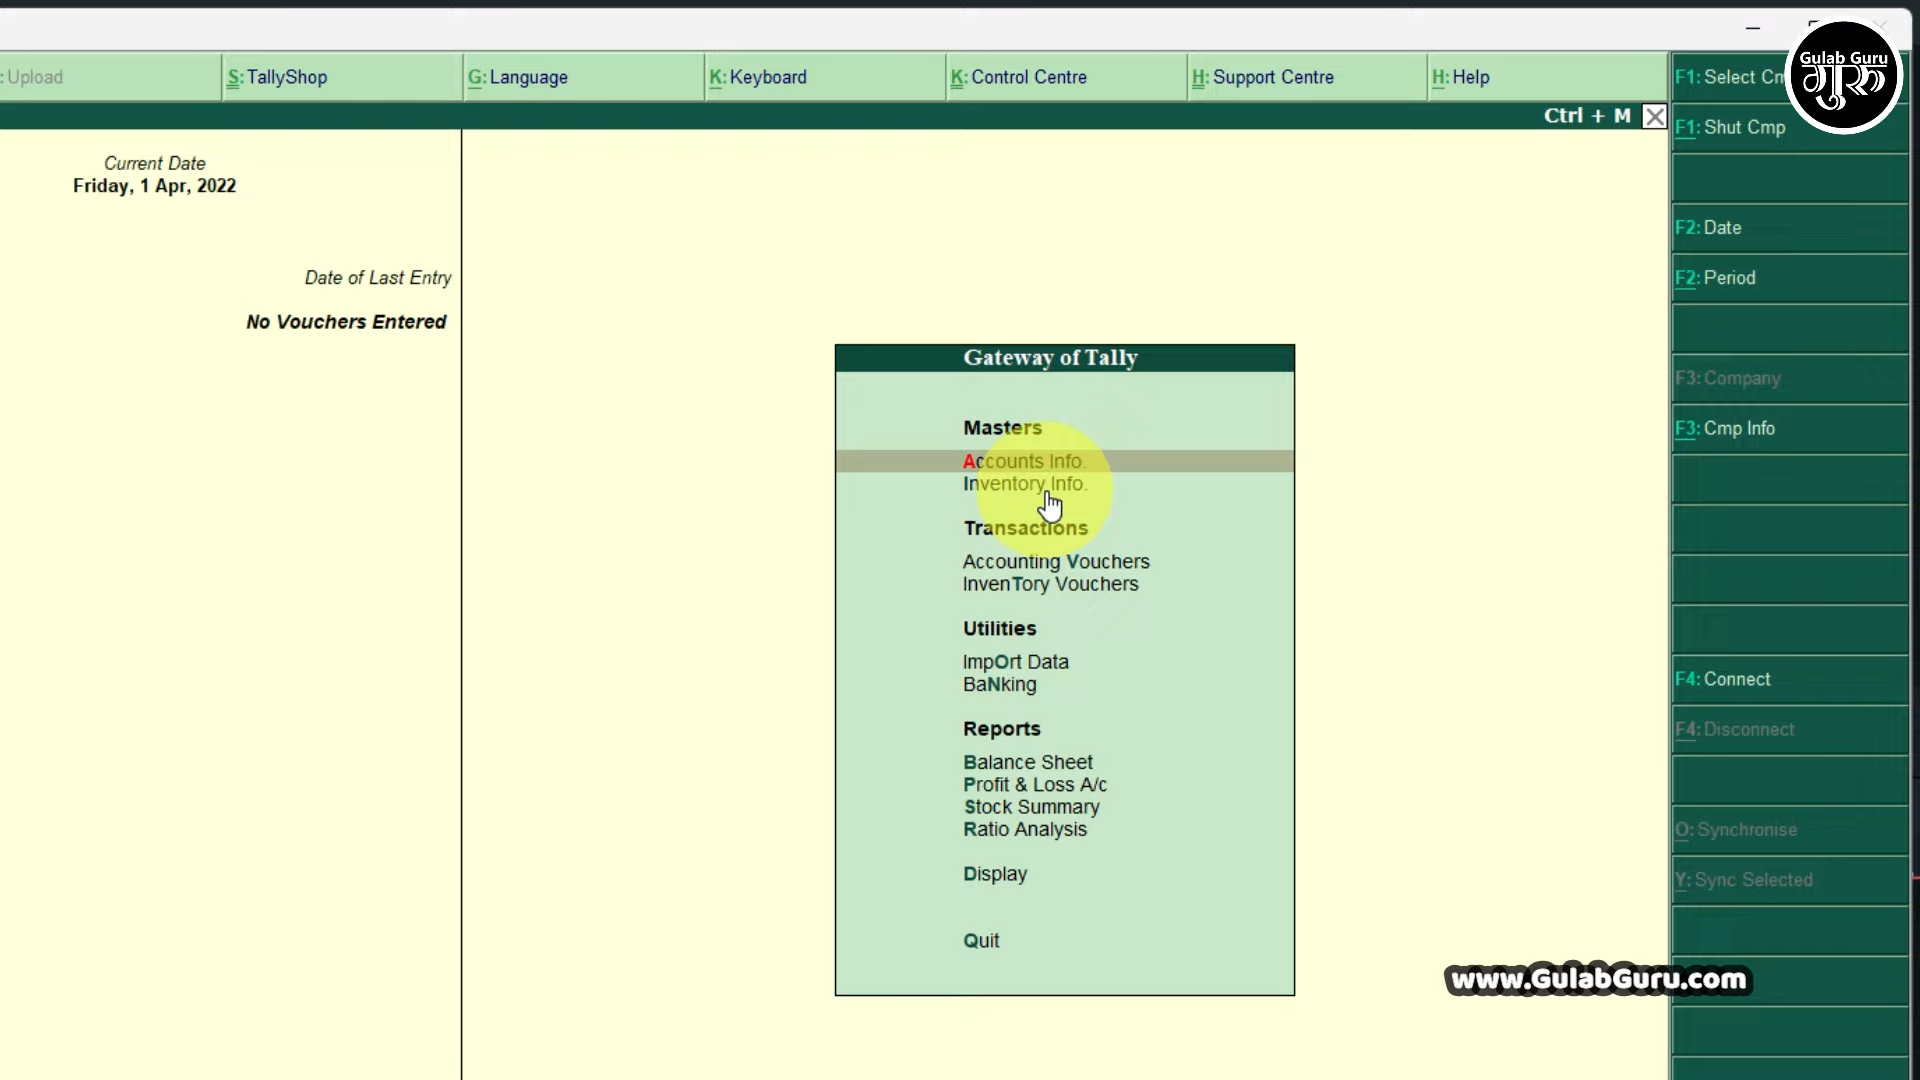 : Upload
S: TallyShop
G: Language
K: Keyboard
K: Control Centre
H: Support Centre
H: Help
F1: Select
Gulab Guru
गुरु
Ctrl + M
F1: Shut Cmp
Current Date
Friday, 1 Apr, 2022
F2: Date
Date of Last Entry
F2: Period
No Vouchers Entered
Gateway of Tally
F3: Company
Masters
F3: Cmp Info
Accounts Info.
Inventory Info.
Transactions
Accounting Vouchers
InvenTory Vouchers
Utilities
ImpOrt Data
BaNking
F4: Connect
Reports
F4: Disconnect
Balance Sheet
Profit & Loss A/c
Stock Summary
Ratio Analysis
O: Synchronise
Display
Y: Sync Selected
Quit
www.GulabGuru.com